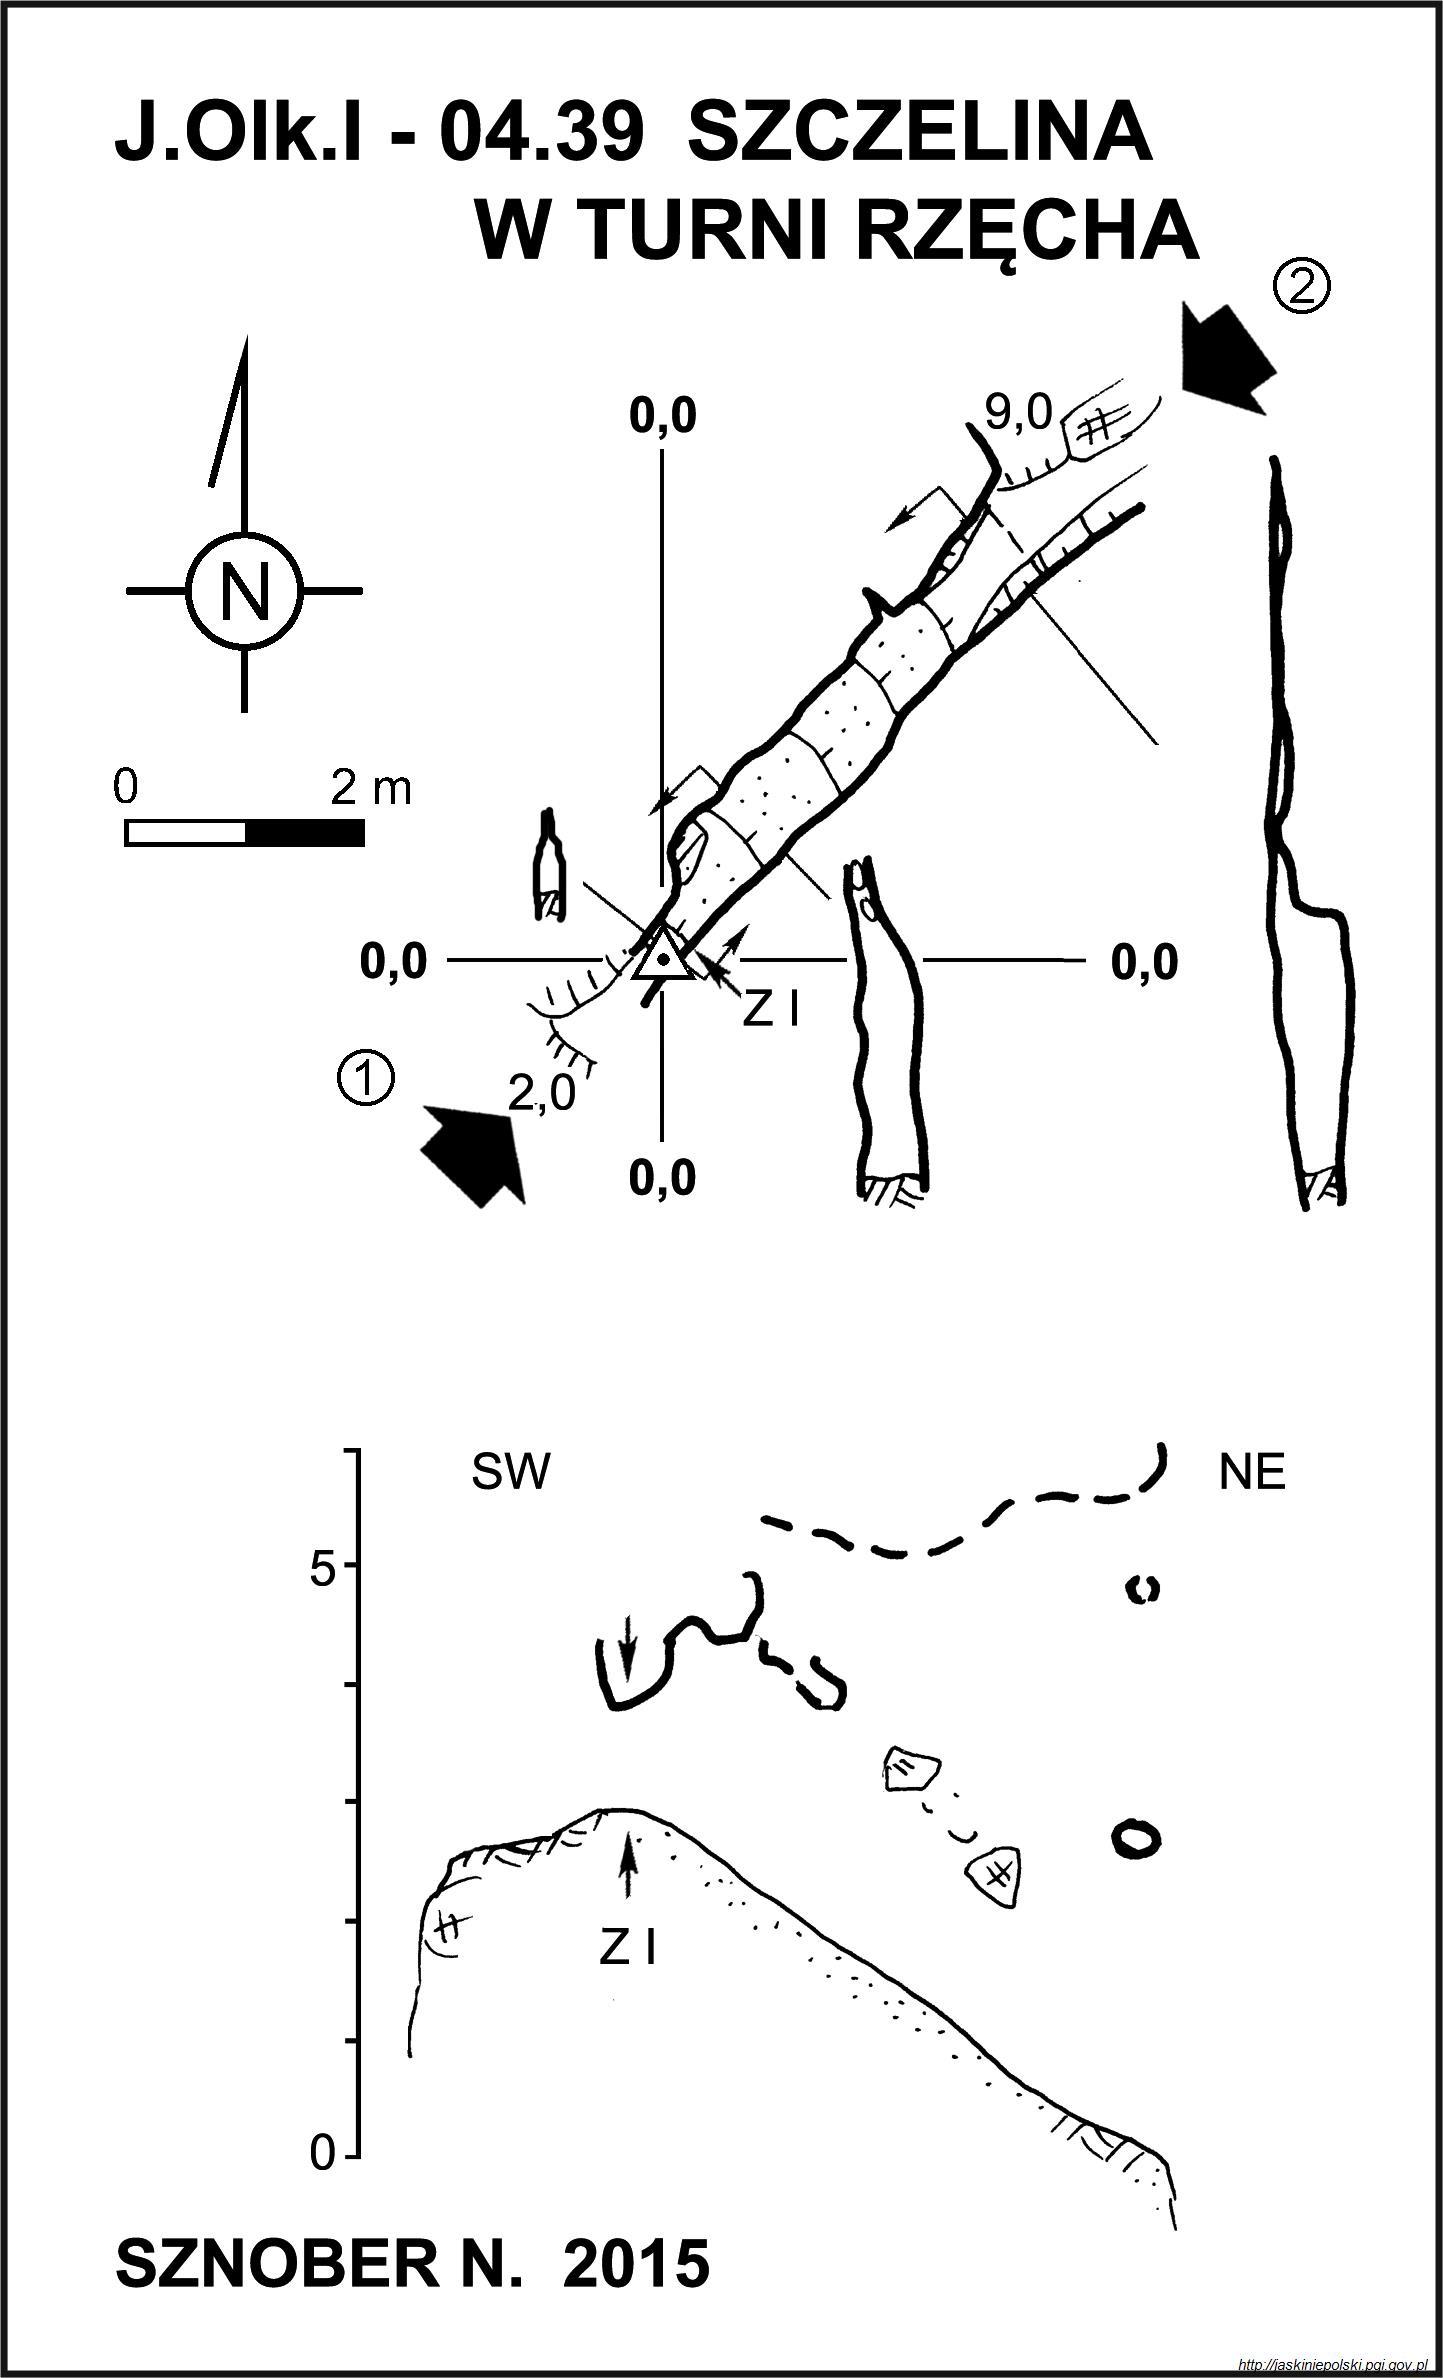 J.Olk.I - 04.39 SZCZELINA
W TURNI RZĘCHA
2
0,0
9,0
N
0
2 m
0,0
0,0
Z I
1
2,0
0,0
SW
NE
5
Z I
0
SZNOBER N. 2015
http://jaskiniepolski.pgi.gov.pl